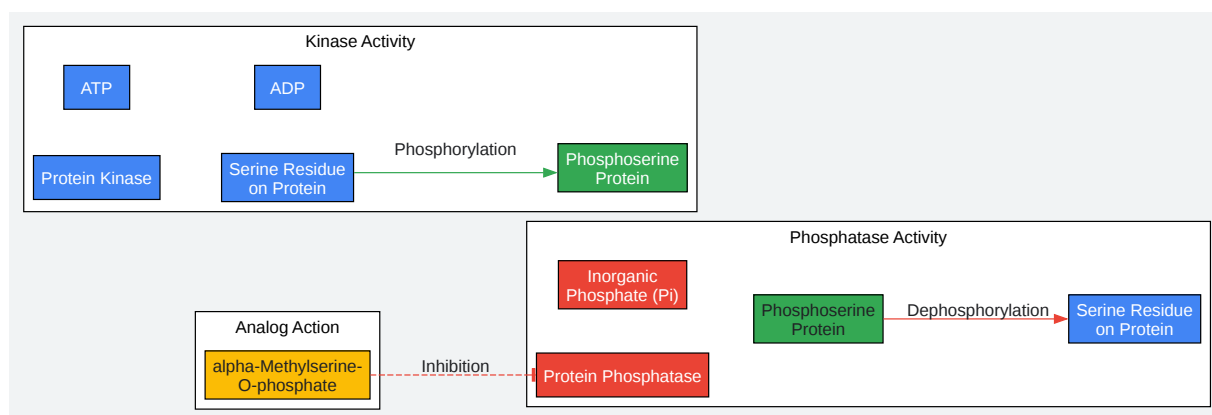 Kinase Activity
ATP
ADP
Protein Kinase
Serine Residue
on Protein
Phosphorylation
Phosphoserine
Protein
Phosphatase Activity
Inorganic
Phosphate (Pi)
Phosphoserine
Protein
Dephosphorylation
Serine Residue
on Protein
Protein Phosphatase
Analog Action
alpha-Methylserine-
O-phosphate
Inhibition